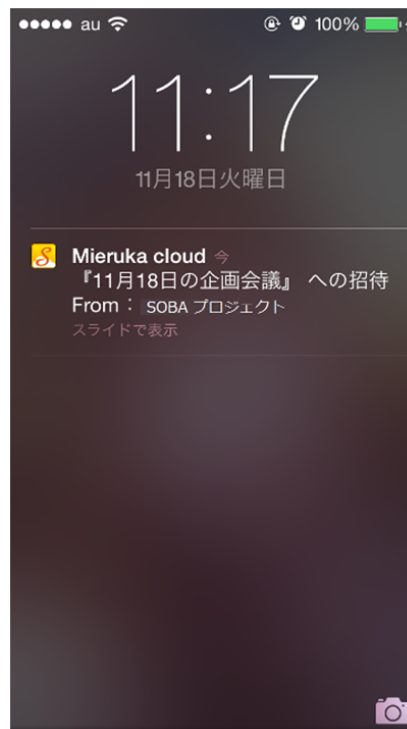 au 100%
11:17
11月18日火曜日
Mieruka cloud 今
『11月18日の企画会議』 への招待
From： SOBA プロジェクト
スライドで表示